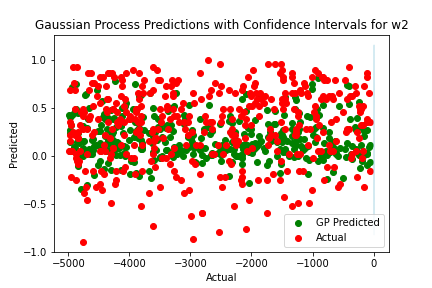 Gaussian Process Predictions with Confidence Intervals for w2
1.0
0.5
0.0
−0.5
−1.0
Predicted
GP Predicted
Actual
−5000 −4000 −3000 −2000 −1000 0
Actual